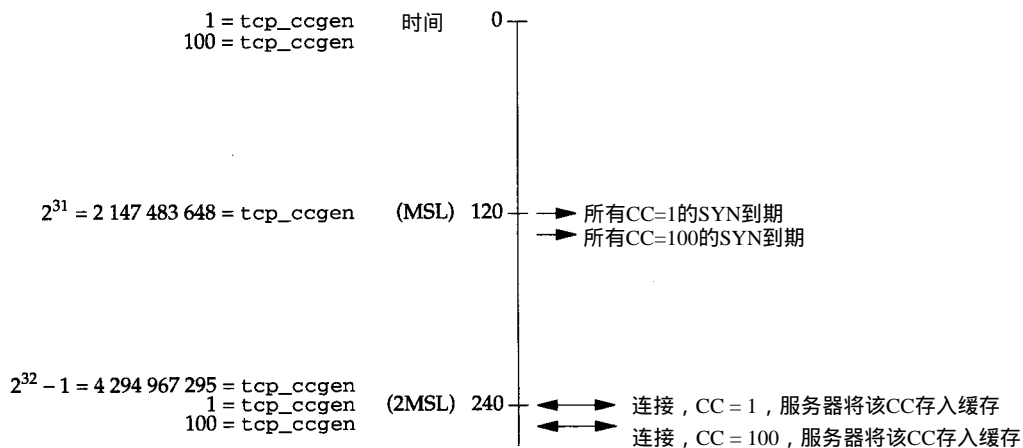 1 = tcp_ccgen 时间 0
100 = tcp_ccgen
2³¹ = 2 147 483 648 = tcp_ccgen (MSL) 120 所有CC=1的SYN到期
所有CC=100的SYN到期
2³² − 1 = 4 294 967 295 = tcp_ccgen
1 = tcp_ccgen (2MSL) 240 连接，CC = 1，服务器将该CC存入缓存
100 = tcp_ccgen
连接，CC = 100，服务器将该CC存入缓存